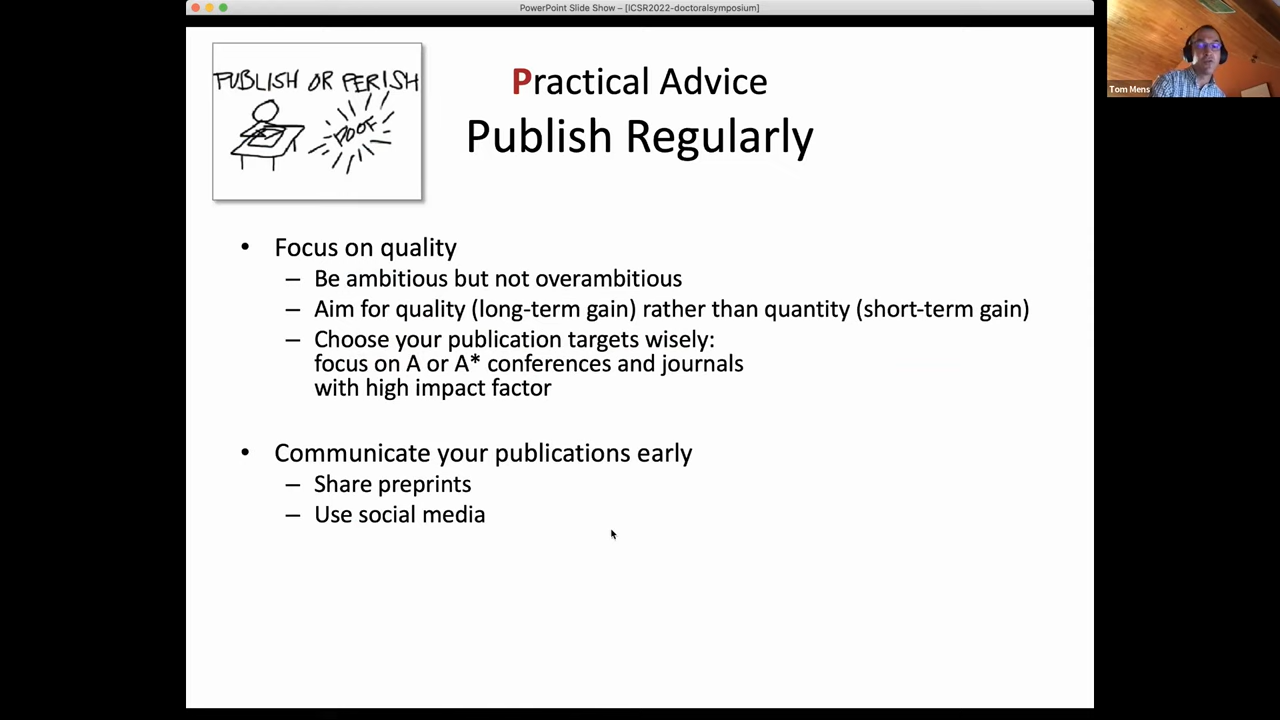 PowerPoint Slide Show – [ICSR2022-doctoralsymposium]
PUBLISH OR PERISH
POOF
Practical Advice
Publish Regularly
Tom Mens
• Focus on quality
– Be ambitious but not overambitious
– Aim for quality (long-term gain) rather than quantity (short-term gain)
– Choose your publication targets wisely:
focus on A or A* conferences and journals
with high impact factor
• Communicate your publications early
– Share preprints
– Use social media